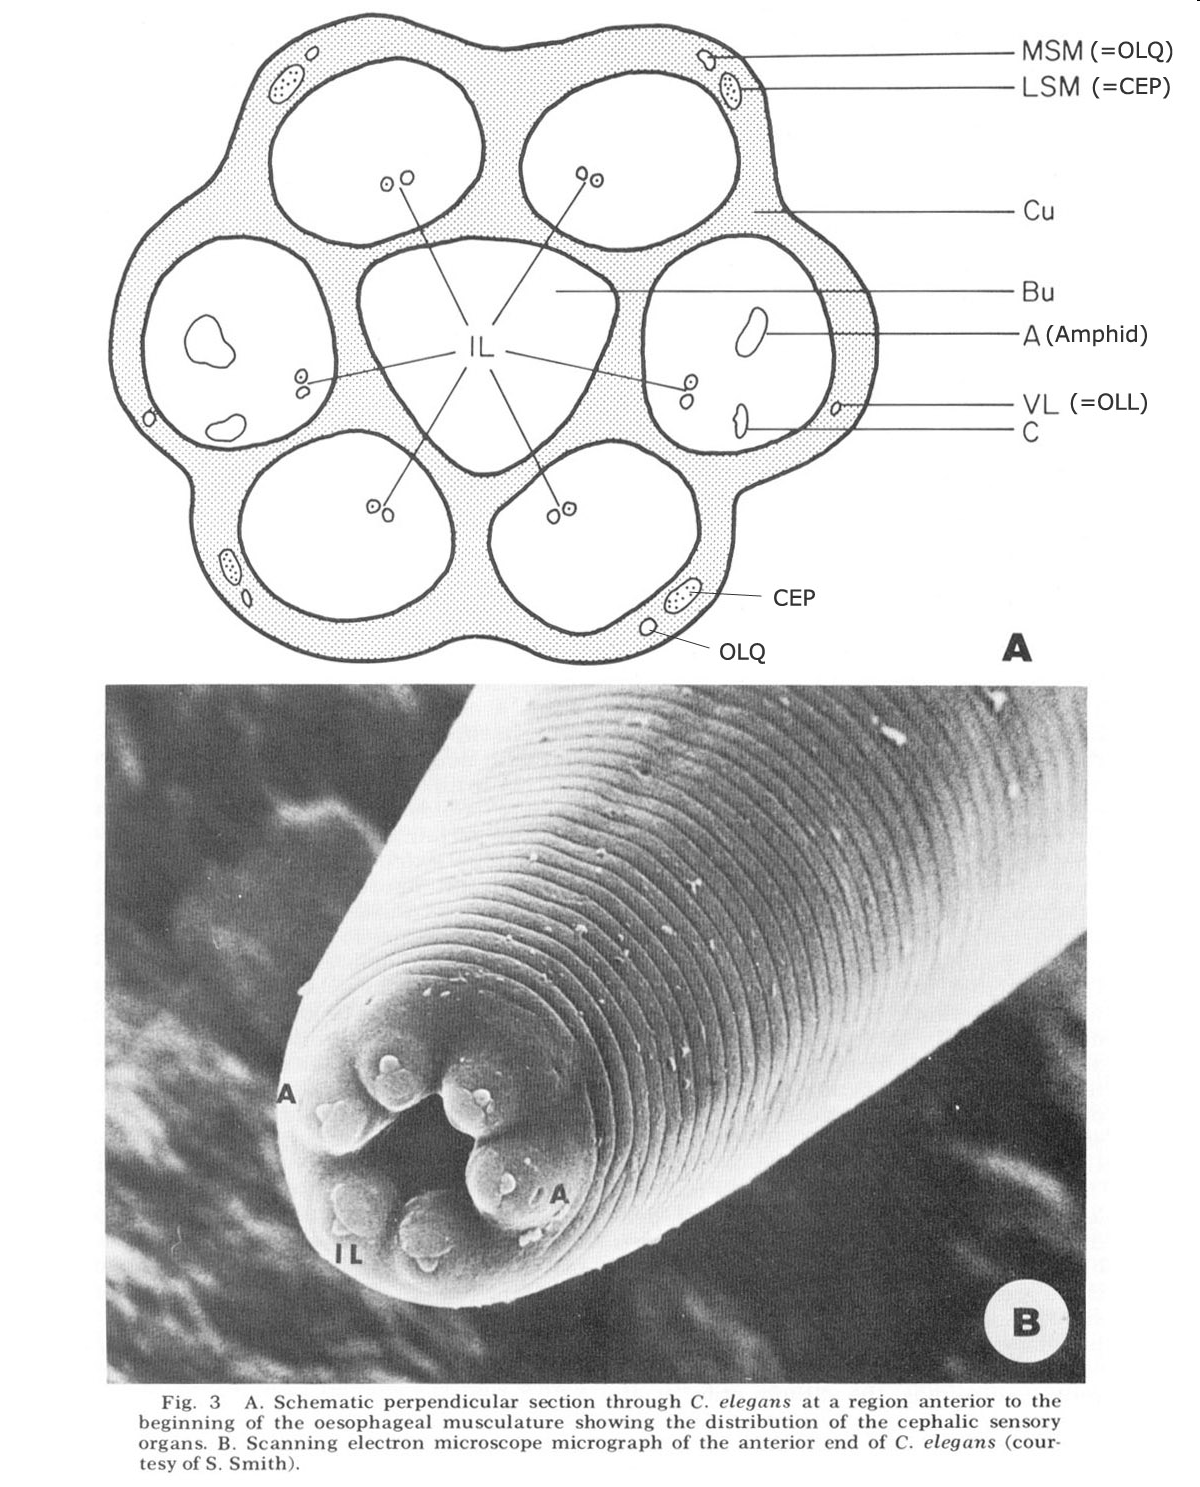 MSM (=OLQ)
LSM (=CEP)
Cu
Bu
A (Amphid)
IL
VL (=OLL)
C
CEP
OLQ
A
A
A
IL
B
Fig. 3 A. Schematic perpendicular section through C. elegans at a region anterior to the
beginning of the oesophageal musculature showing the distribution of the cephalic sensory
organs. B. Scanning electron microscope micrograph of the anterior end of C. elegans (cour-
tesy of S. Smith).